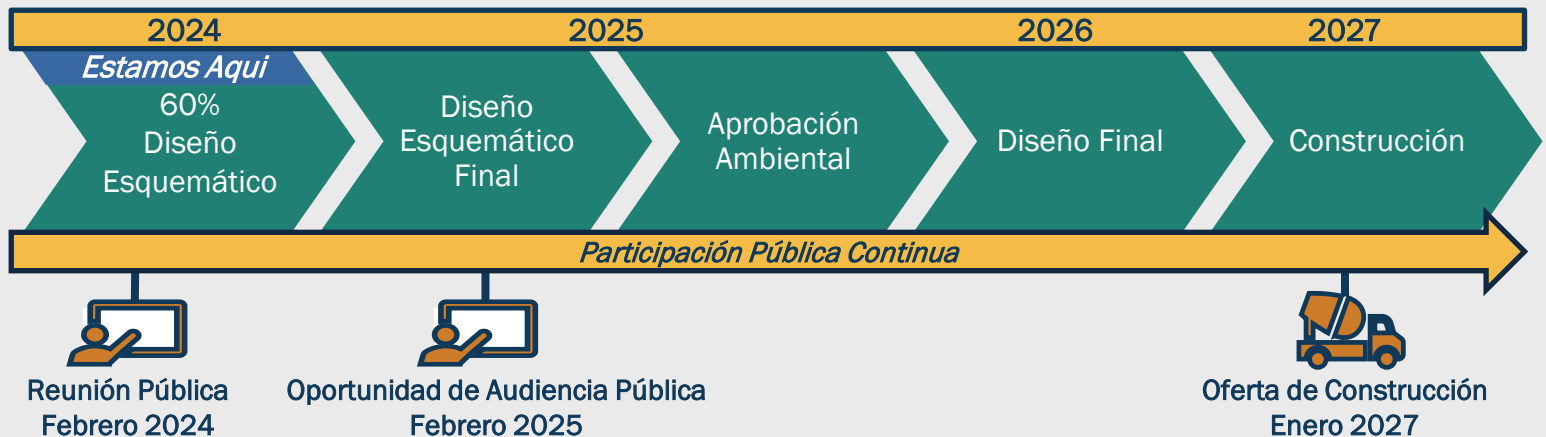 2024
2025
2026
2027
Estamos Aqui
60%
Diseño
Esquemático
Diseño
Esquemático
Final
Aprobación
Ambiental
Diseño Final
Construcción
Participación Pública Continua
Reunión Pública
Febrero 2024
Oportunidad de Audiencia Pública
Febrero 2025
Oferta de Construcción
Enero 2027